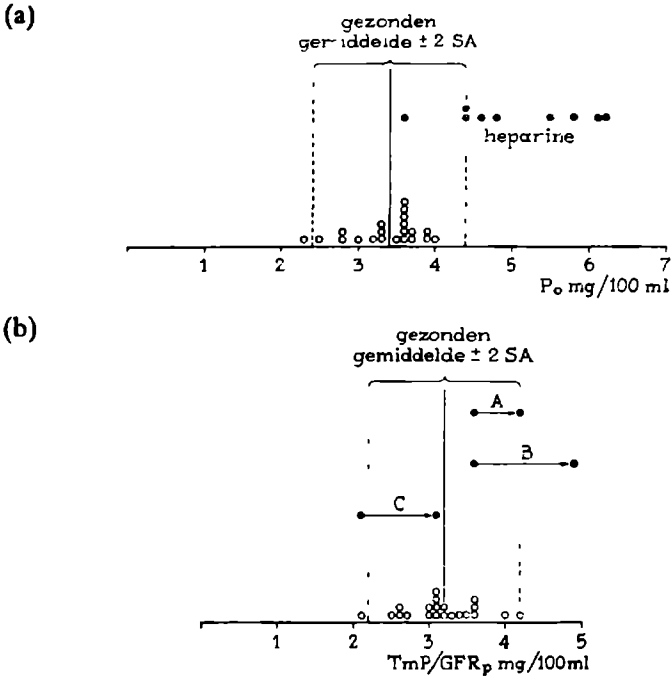 (a)
gezonden
gemiddelde ± 2 SA
heparine
1 2 3 4 5 6 7
Po mg/100 ml
(b)
gezonden
gemiddelde ± 2 SA
A
B
C
1 2 3 4 5
TmP/GFRp mg/100ml